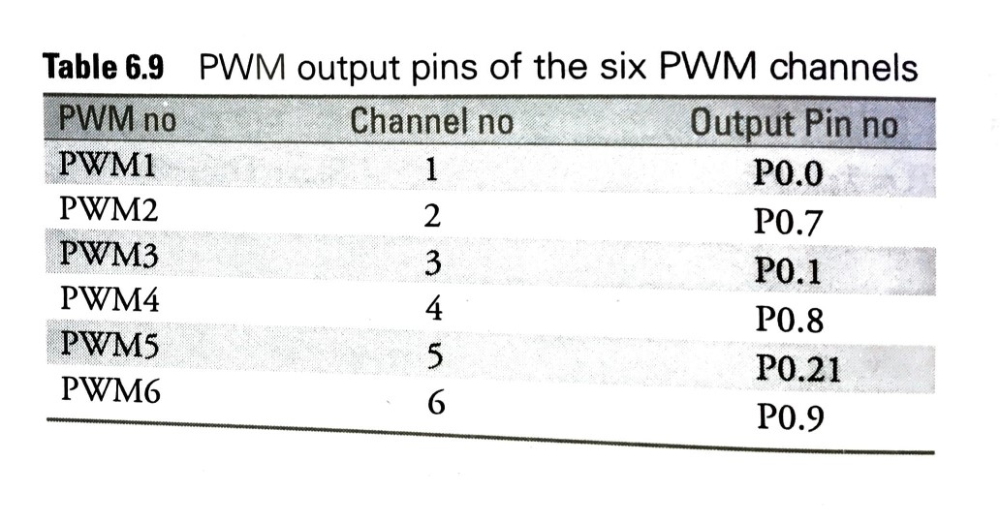 Table 6.9 PWM output pins of the six PWM channels
PWM no Channel no Output Pin no
PWM1 1 P0.0
PWM2 2 P0.7
PWM3 3 P0.1
PWM4 4 P0.8
PWM5 5 P0.21
PWM6 6 P0.9